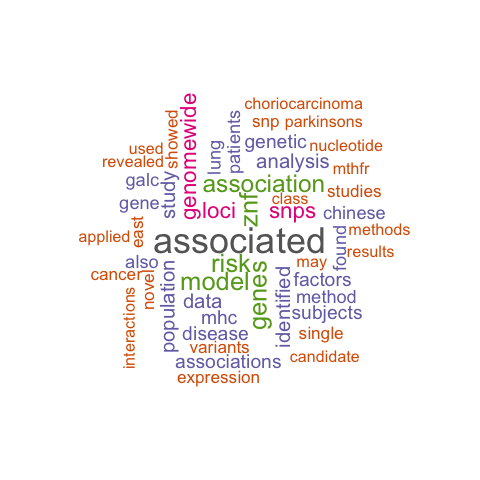 choriocarcinoma
snp parkinsons
genomewide
showed
lung
patients
genetic
nucleotide
used
revealed
analysis
mthfr
galc
study
association
class
studies
gene
loci
znf
snps
chinese
applied
east
associated
found
methods
results
also
risk
may
cancer
novel
population
model
genes
identified
factors
interactions
data
method
mhc
subjects
disease
single
variants
associations
candidate
expression